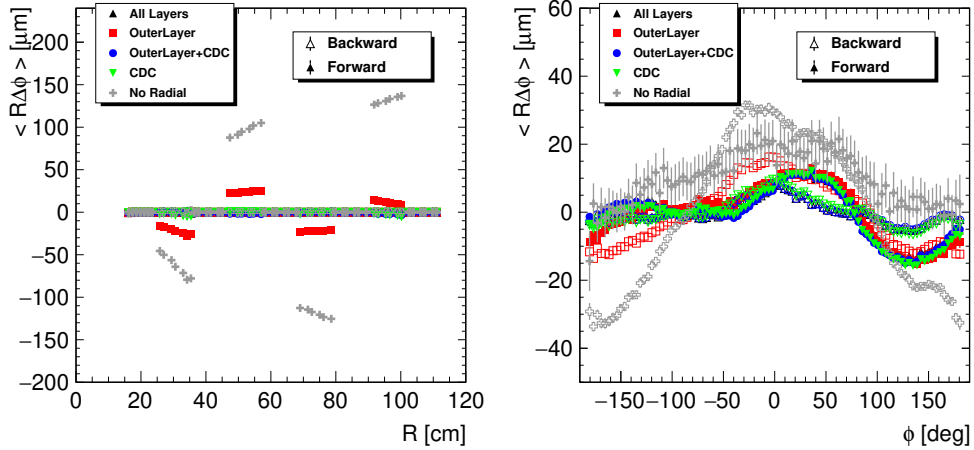 < RΔϕ > [μm]
200
100
50
0
−50
−100
−150
−200
All Layers
OuterLayer
OuterLayer+CDC
CDC
No Radial
Backward
Forward
0 20 40 60 80 100 120
R [cm]
< RΔϕ > [μm]
60
40
20
0
−20
−40
All Layers
OuterLayer
OuterLayer+CDC
CDC
No Radial
Backward
Forward
−150 −100 −50 0 50 100 150
ϕ [deg]